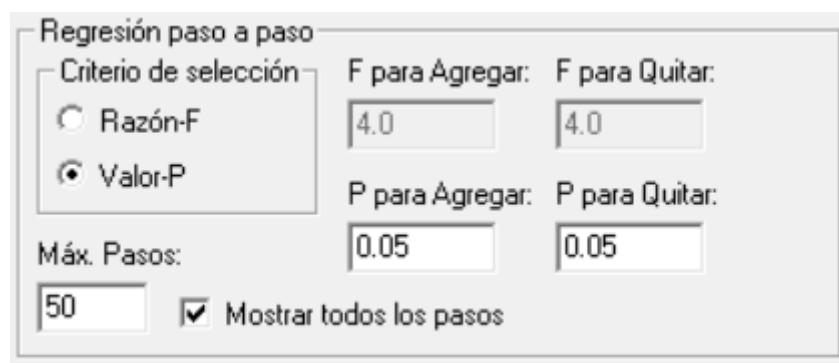 Regresión paso a paso
Criterio de selección
Razón-F
Valor-P
F para Agregar: F para Quitar:
4.0 4.0
P para Agregar: P para Quitar:
0.05 0.05
Máx. Pasos:
50 Mostrar todos los pasos